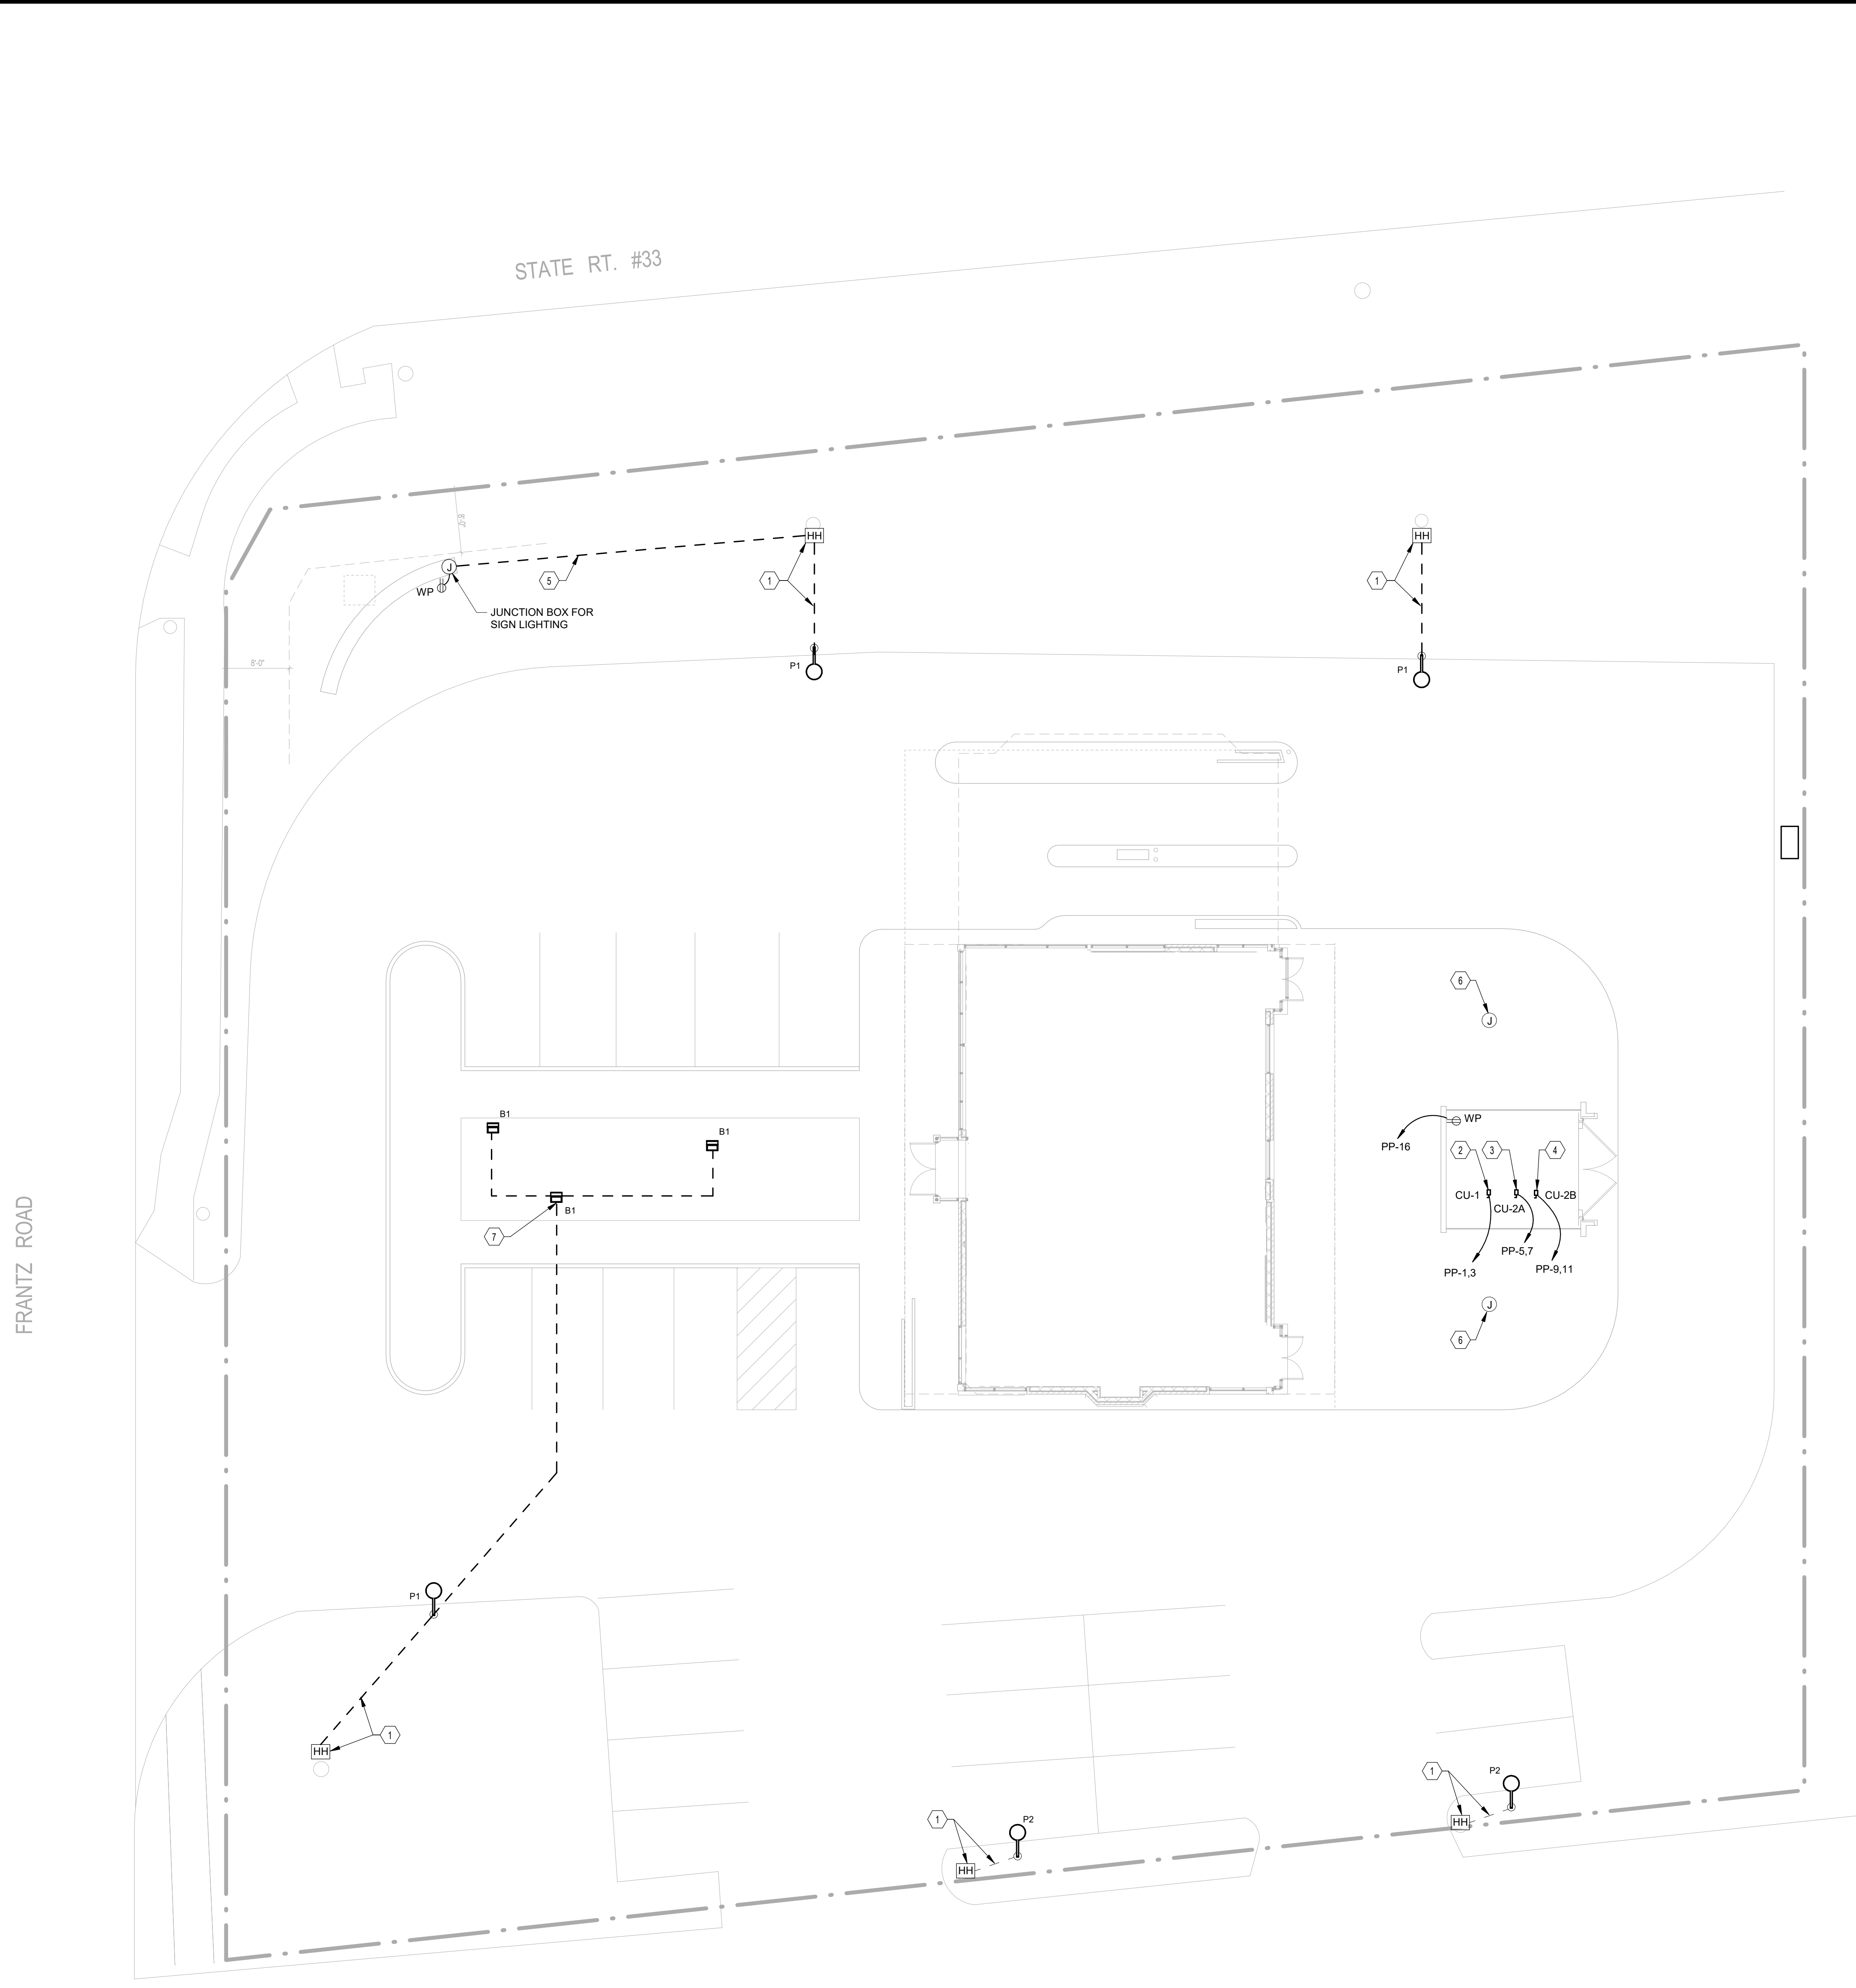 STATE RT. #33
HH
HH
J
5
1
1
WP
JUNCTION BOX FOR
SIGN LIGHTING
8'-0"
P1
P1
6
J
B1
B1
WP
PP-16
2
3
4
CU-1
CU-2A
CU-2B
B1
7
PP-5,7
PP-1,3
PP-9,11
FRANTZ ROAD
J
6
P1
1
HH
1
P2
HH
1
P2
HH